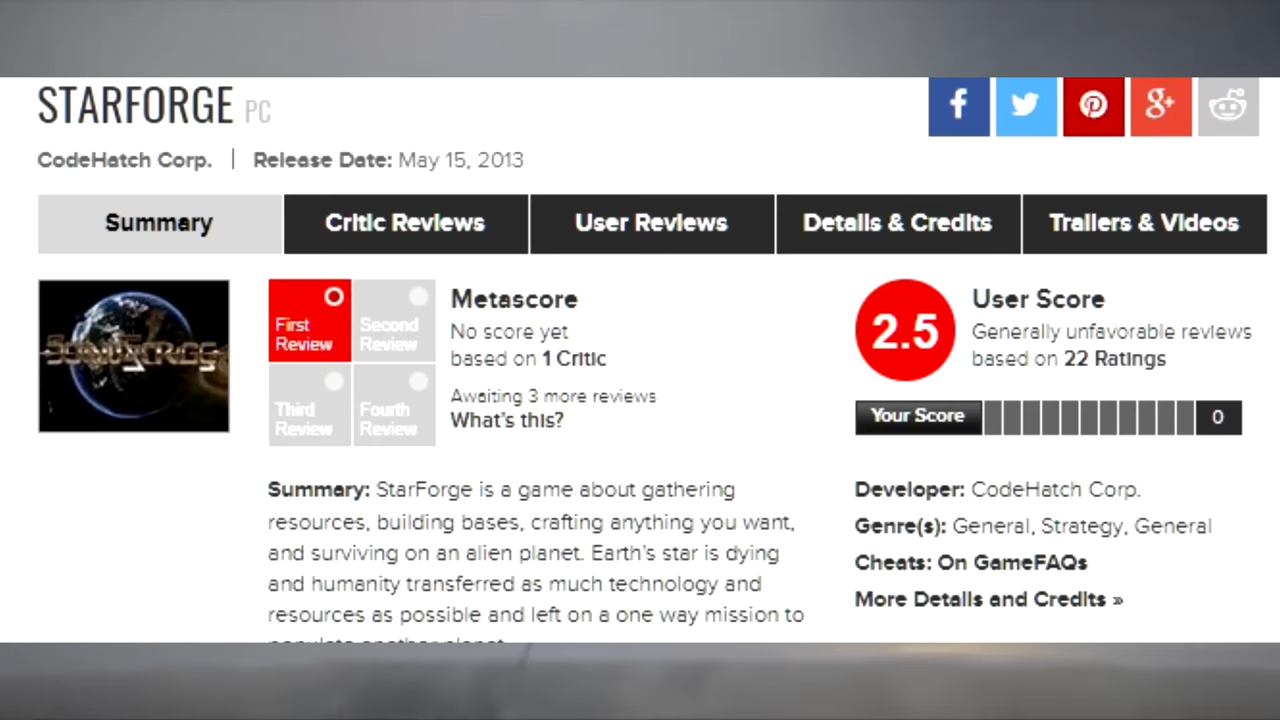 STARFORGE PC
CodeHatch Corp. | Release Date: May 15, 2013
Summary
Critic Reviews
User Reviews
Details & Credits
Trailers & Videos
First
Review
Second
Review
Third
Review
Fourth
Review
Metascore
No score yet
based on 1 Critic
Awaiting 3 more reviews
What's this?
2.5
User Score
Generally unfavorable reviews
based on 22 Ratings
Your Score
0
Summary: StarForge is a game about gathering
resources, building bases, crafting anything you want,
and surviving on an alien planet. Earth's star is dying
and humanity transferred as much technology and
resources as possible and left on a one way mission to
Developer: CodeHatch Corp.
Genre(s): General, Strategy, General
Cheats: On GameFAQs
More Details and Credits »